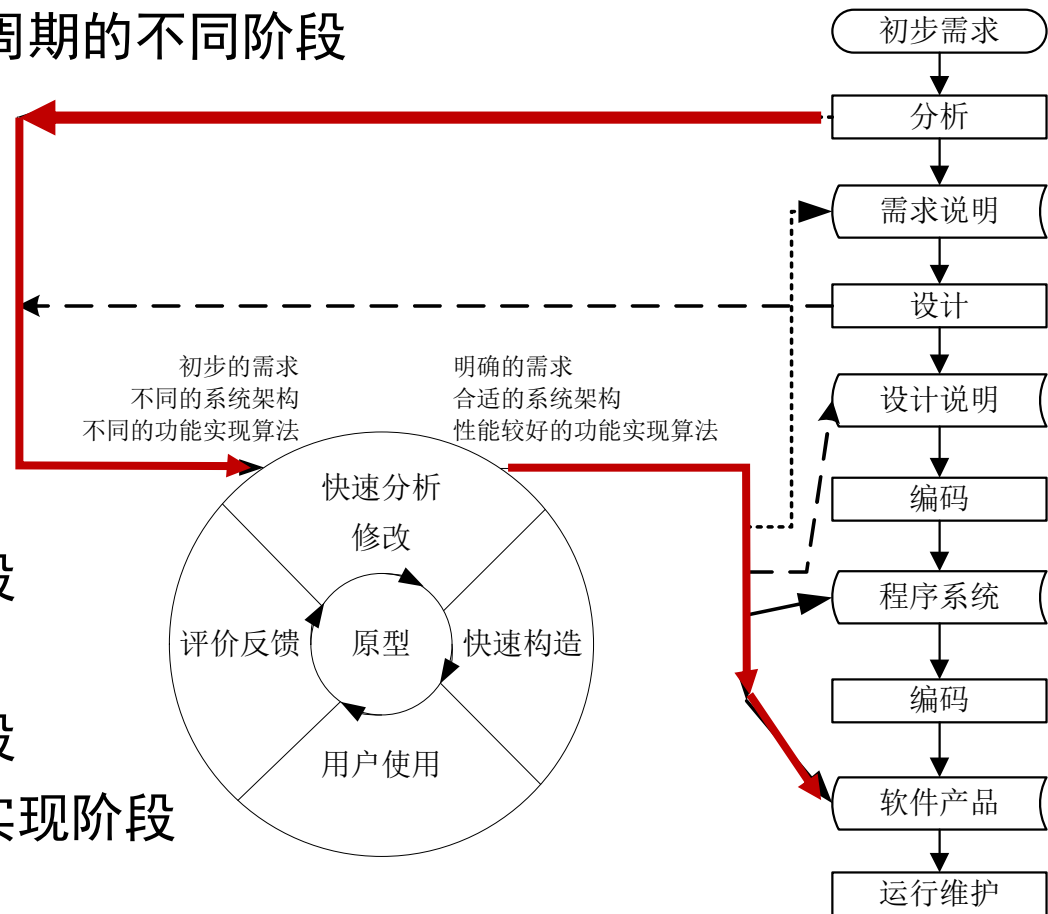 周期的不同阶段
初步需求
分析
需求说明
设计
初步的需求
不同的系统架构
不同的功能实现算法
明确的需求
合适的系统架构
性能较好的功能实现算法
设计说明
快速分析
修改
编码
段
程序系统
评价反馈
原型
快速构造
编码
段
用户使用
实现阶段
软件产品
运行维护